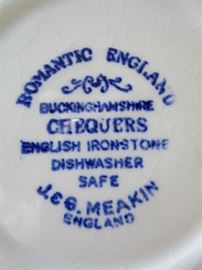 ROMANTIC ENGLAND
BUCKINGHAMSHIRE
CHEQUERS
ENGLISH IRONSTONE
DISHWASHER
SAFE
J.&G. MEAKIN
ENGLAND